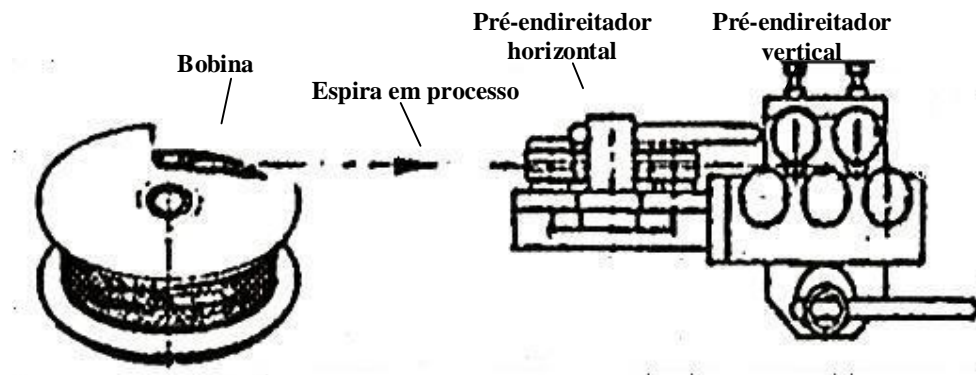 Bobina
Espira em processo
Pré-endireitador
horizontal
Pré-endireitador
vertical